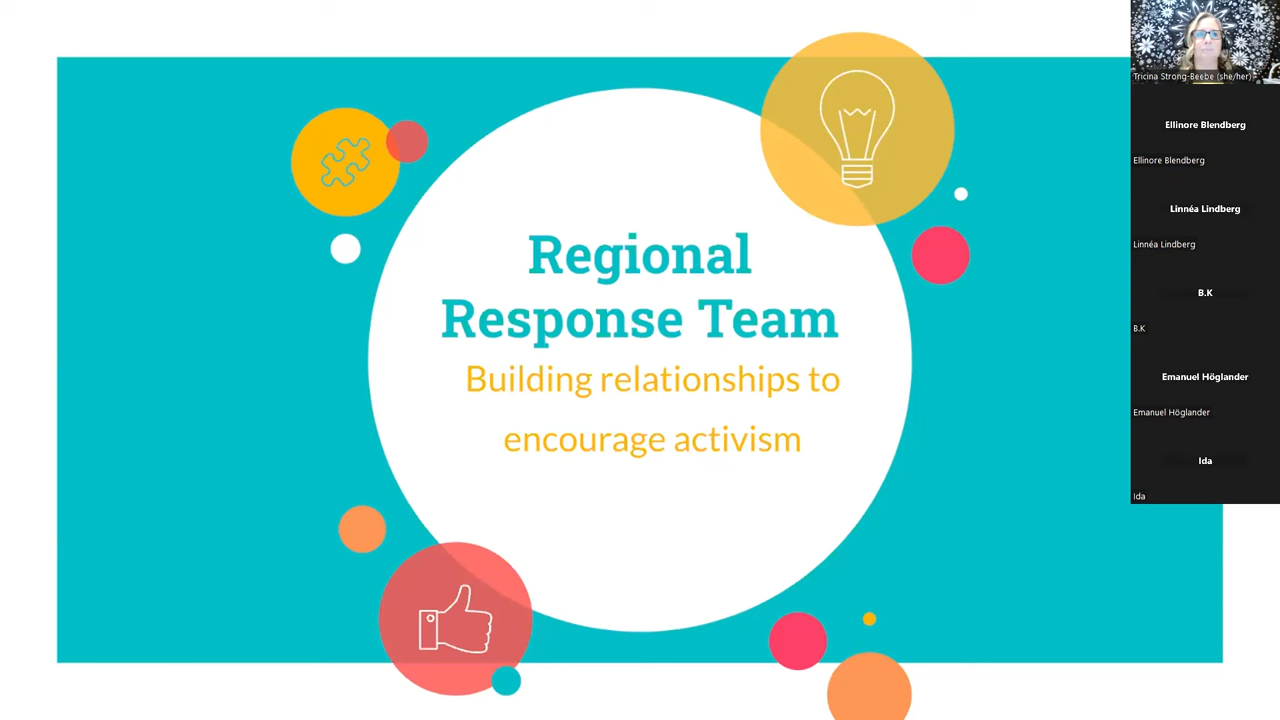 Regional
Response Team
Building relationships to
encourage activism
Tricina Strong-Beebe (she/her)
Ellinore Blendberg
Ellinore Blendberg
Linnéa Lindberg
Linnéa Lindberg
B.K
B.K
Emanuel Höglander
Emanuel Höglander
Ida
Ida